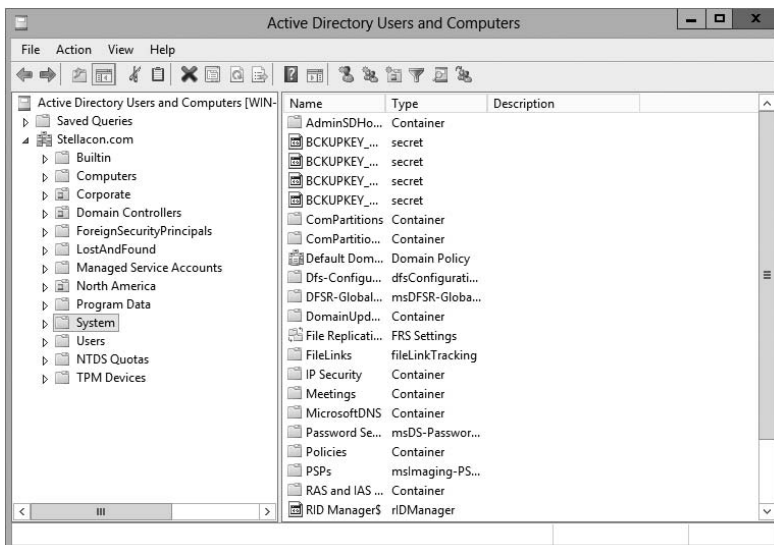 Active Directory Users and Computers
File Action View Help
Active Directory Users and Computers [WIN-
Saved Queries
Stellacon.com
Builtin
Computers
Corporate
Domain Controllers
ForeignSecurityPrincipals
LostAndFound
Managed Service Accounts
North America
Program Data
System
Users
NTDS Quotas
TPM Devices
Name Type Description
AdminSDHo... Container
BCKUPKEY_... secret
BCKUPKEY_... secret
BCKUPKEY_... secret
BCKUPKEY_... secret
ComPartitions Container
ComPartitio... Container
Default Dom... Domain Policy
Dfs-Configu... dfsConfigurati...
DFSR-Global... msDFSR-Globa...
DomainUpd... Container
File Replicati... FRS Settings
FileLinks fileLinkTracking
IP Security Container
Meetings Container
MicrosoftDNS Container
Password Se... msDS-Passwor...
Policies Container
PSPs msImaging-PS...
RAS and IAS ... Container
RID Manager$ rIDManager